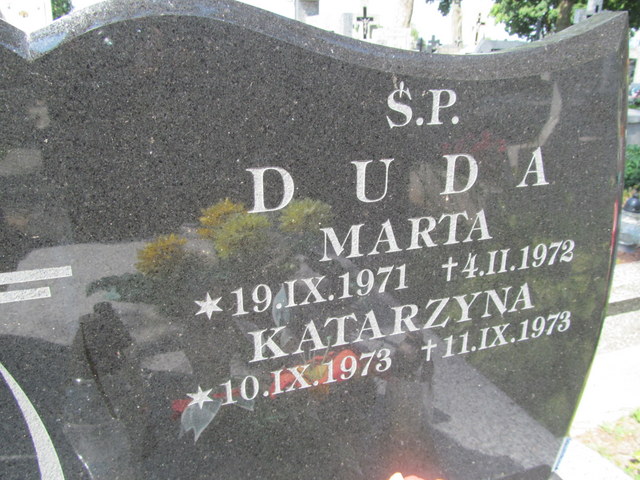 Ś.P.
DUDA
MARTA
* 19.IX.1971 † 4.II.1972
KATARZYNA
* 10.IX.1973 † 11.IX.1973